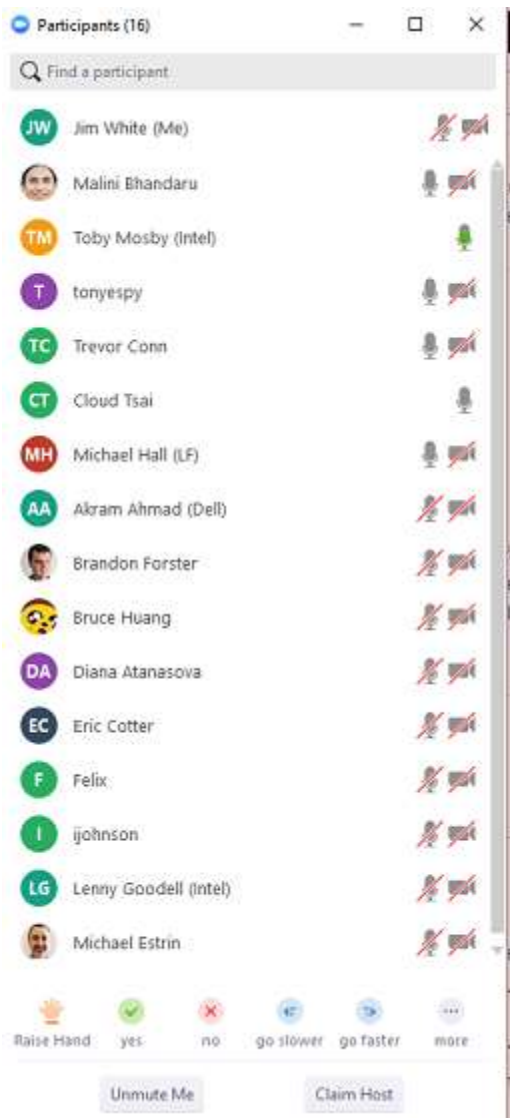 Participants (16)
Find a participant
JW Jim White (Me)
Malini Bhandaru
TM Toby Mosby (Intel)
T tonyespy
TC Trevor Conn
CT Cloud Tsai
MH Michael Hall (LF)
AA Akram Ahmad (Dell)
Brandon Forster
Bruce Huang
DA Diana Atanasova
EC Eric Cotter
F Felix
I ijohnson
LG Lenny Goodell (Intel)
Michael Estrin
Raise Hand yes no go slower go faster more
Unmute Me Claim Host